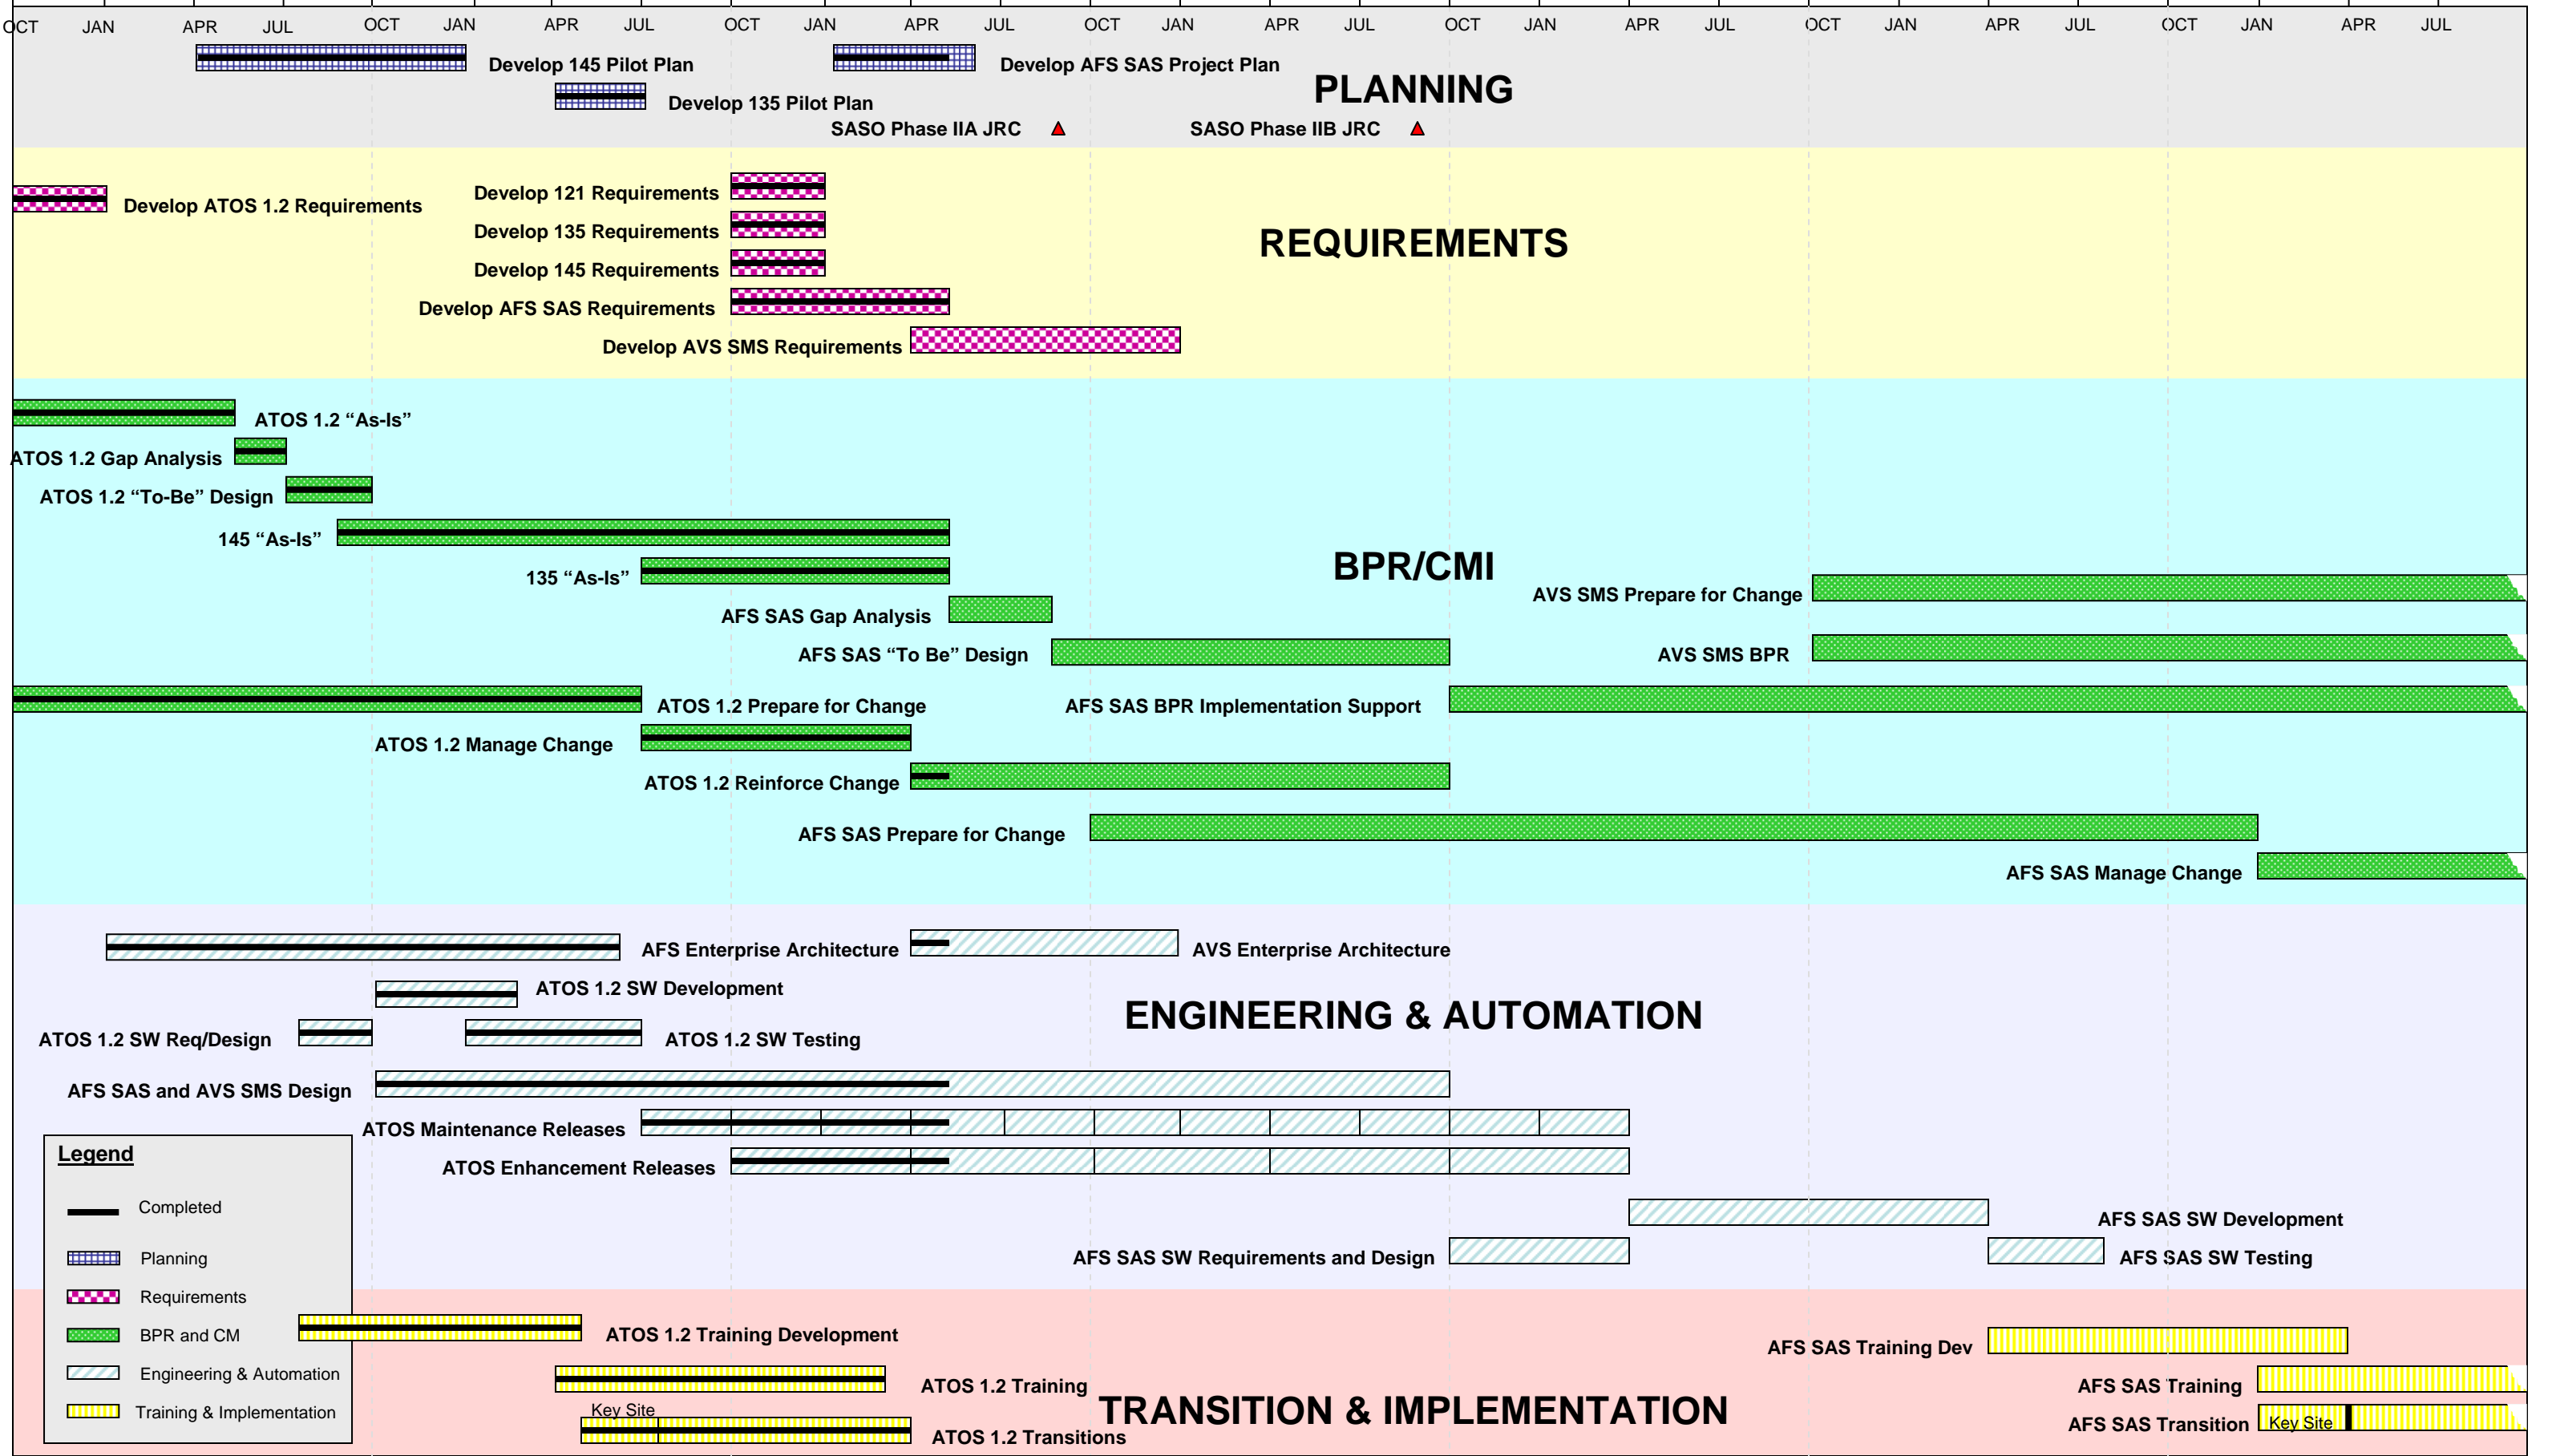 OCT JAN APR JUL OCT JAN APR JUL OCT JAN APR JUL OCT JAN APR JUL OCT JAN APR JUL OCT JAN APR JUL OCT JAN APR JUL
Develop 145 Pilot Plan
Develop AFS SAS Project Plan
PLANNING
Develop 135 Pilot Plan
SASO Phase IIA JRC
SASO Phase IIB JRC
Develop 121 Requirements
Develop ATOS 1.2 Requirements
Develop 135 Requirements
REQUIREMENTS
Develop 145 Requirements
Develop AFS SAS Requirements
Develop AVS SMS Requirements
ATOS 1.2 “As-Is”
ATOS 1.2 Gap Analysis
ATOS 1.2 “To-Be” Design
145 “As-Is”
135 “As-Is”
BPR/CMI
AVS SMS Prepare for Change
AFS SAS Gap Analysis
AFS SAS “To Be” Design
AVS SMS BPR
ATOS 1.2 Prepare for Change
AFS SAS BPR Implementation Support
ATOS 1.2 Manage Change
ATOS 1.2 Reinforce Change
AFS SAS Prepare for Change
AFS SAS Manage Change
AFS Enterprise Architecture
AVS Enterprise Architecture
ATOS 1.2 SW Development
ENGINEERING & AUTOMATION
ATOS 1.2 SW Req/Design
ATOS 1.2 SW Testing
AFS SAS and AVS SMS Design
ATOS Maintenance Releases
ATOS Enhancement Releases
AFS SAS SW Development
AFS SAS SW Requirements and Design
AFS SAS SW Testing
Legend
Completed
Planning
Requirements
BPR and CM
Engineering & Automation
Training & Implementation
ATOS 1.2 Training Development
AFS SAS Training Dev
ATOS 1.2 Training
AFS SAS Training
TRANSITION & IMPLEMENTATION
Key Site
ATOS 1.2 Transitions
AFS SAS Transition
Key Site